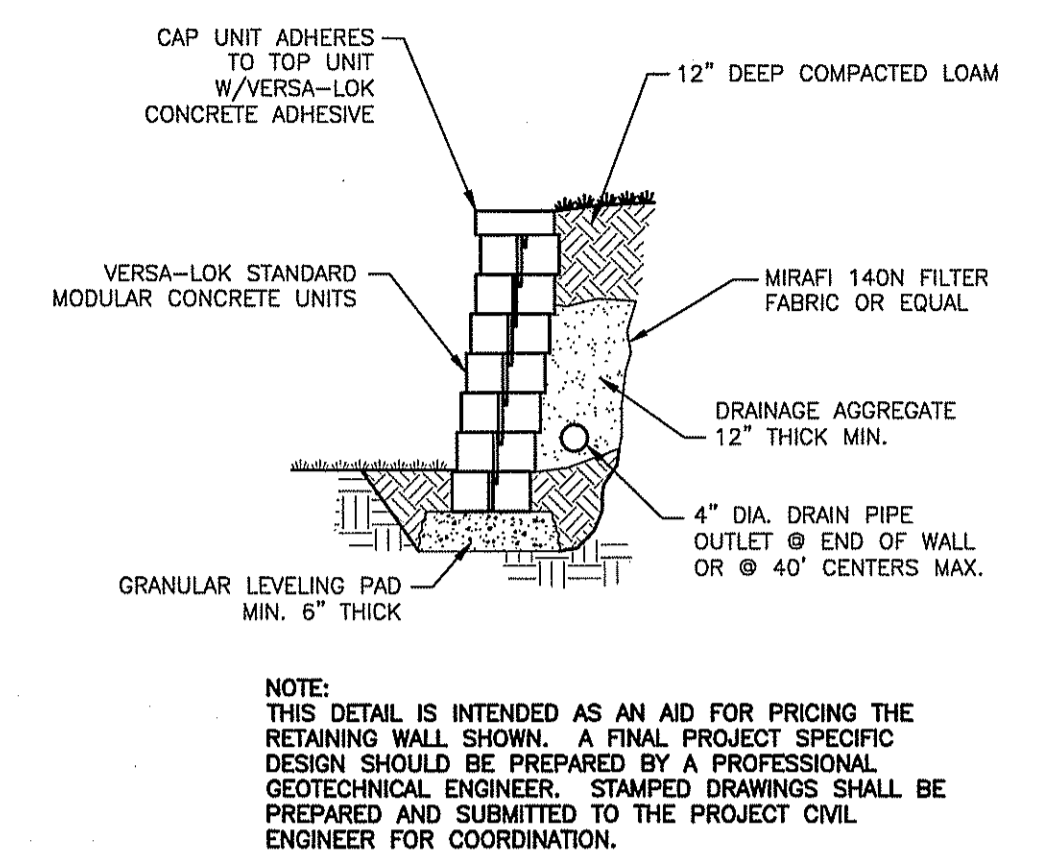 CAP UNIT ADHERES
TO TOP UNIT
W/VERSA-LOK
CONCRETE ADHESIVE
12" DEEP COMPACTED LOAM
VERSA-LOK STANDARD
MODULAR CONCRETE UNITS
MIRAFI 140N FILTER
FABRIC OR EQUAL
DRAINAGE AGGREGATE
12" THICK MIN.
4" DIA. DRAIN PIPE
OUTLET @ END OF WALL
OR @ 40' CENTERS MAX.
GRANULAR LEVELING PAD
MIN. 6" THICK
NOTE:
THIS DETAIL IS INTENDED AS AN AID FOR PRICING THE
RETAINING WALL SHOWN. A FINAL PROJECT SPECIFIC
DESIGN SHOULD BE PREPARED BY A PROFESSIONAL
GEOTECHNICAL ENGINEER. STAMPED DRAWINGS SHALL BE
PREPARED AND SUBMITTED TO THE PROJECT CIVIL
ENGINEER FOR COORDINATION.